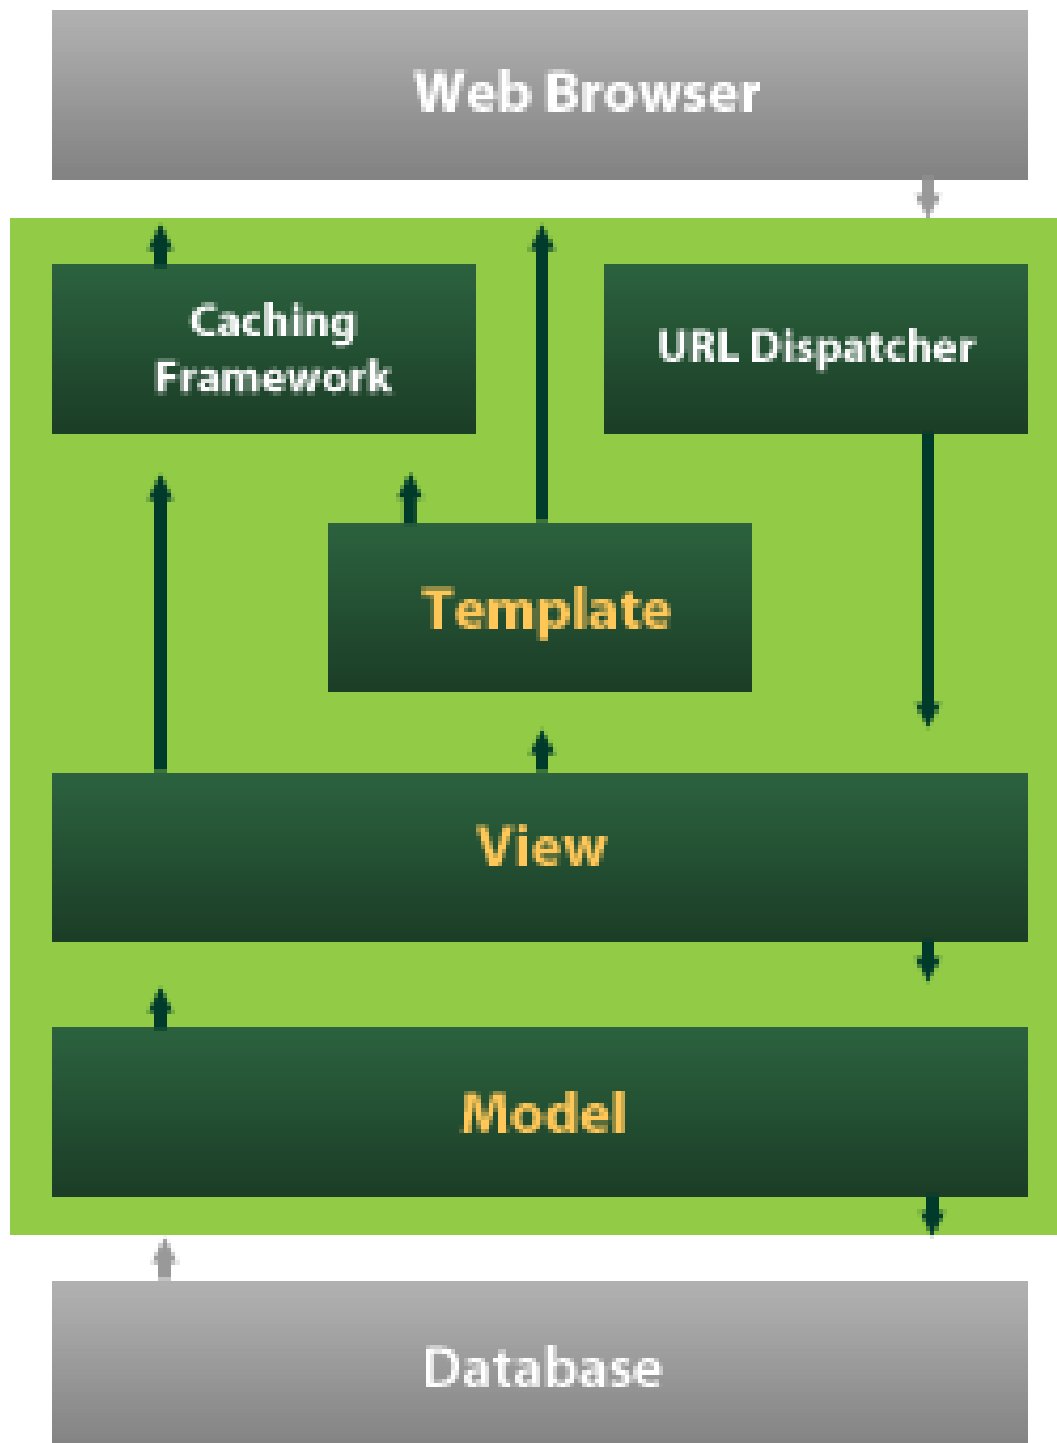 Web Browser
Caching
Framework
URL Dispatcher
Template
View
Model
Database